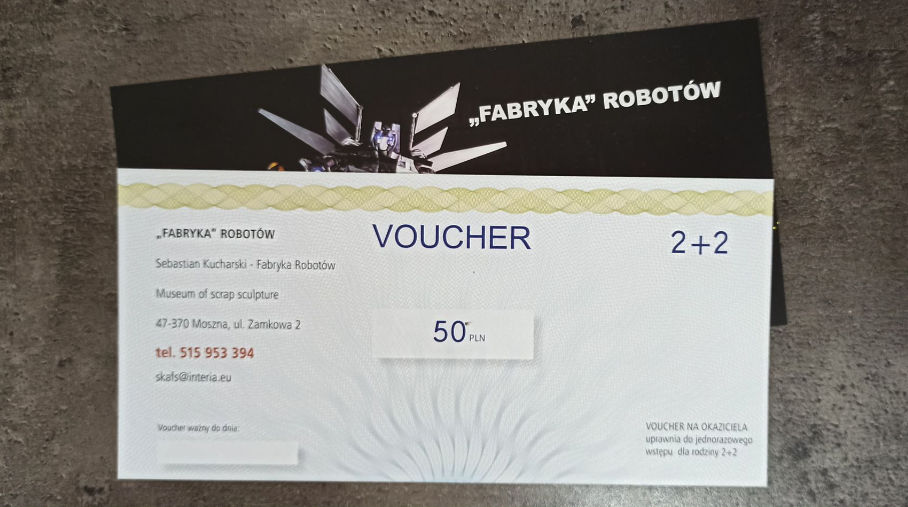 „FABRYKA” ROBOTÓW
„FABRYKA” ROBOTÓW
VOUCHER
2+2
Sebastian Kucharski - Fabryka Robotów
Museum of scrap sculpture
47-370 Moszna, ul. Zamkowa 2
50 PLN
tel. 515 953 394
skafs@interia.eu
Voucher ważny do dnia:
VOUCHER NA OKAZICIELA
uprawnia do jednorazowego
wstępu dla rodziny 2+2